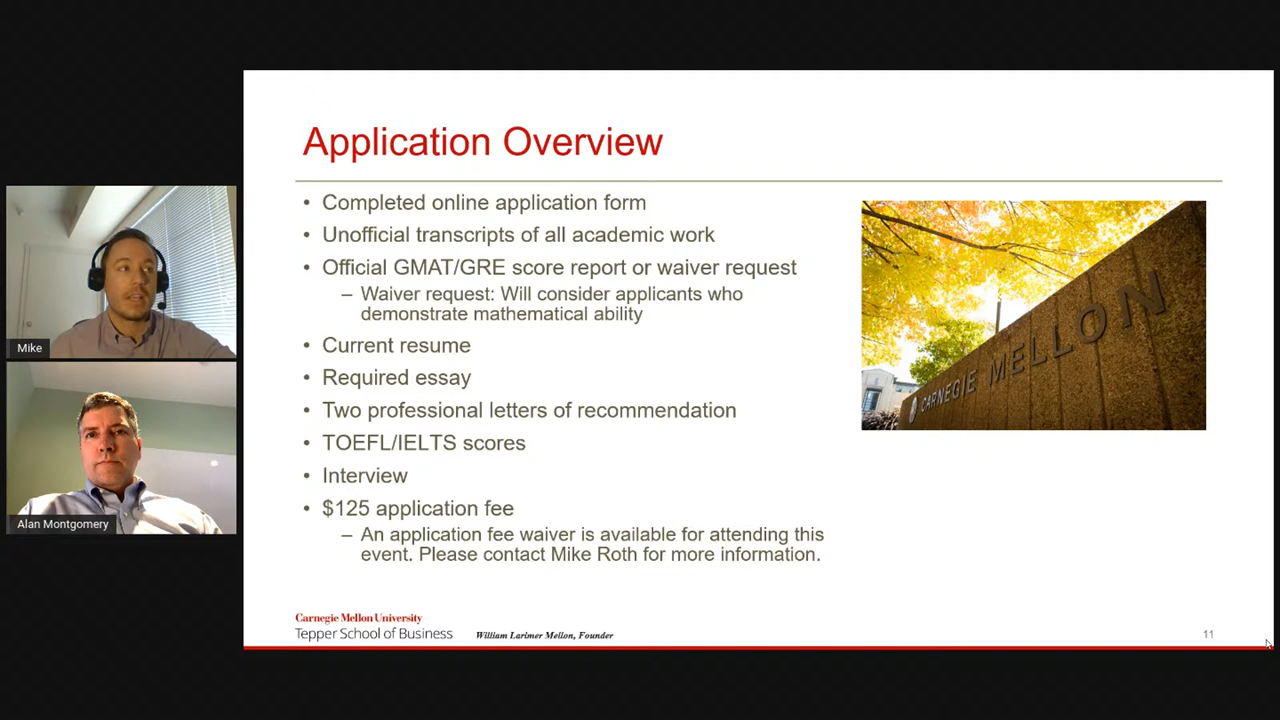 Application Overview
• Completed online application form
• Unofficial transcripts of all academic work
• Official GMAT/GRE score report or waiver request
– Waiver request: Will consider applicants who
demonstrate mathematical ability
• Current resume
• Required essay
• Two professional letters of recommendation
• TOEFL/IELTS scores
• Interview
• $125 application fee
– An application fee waiver is available for attending this
event. Please contact Mike Roth for more information.
CARNEGIE MELLON
Mike
Alan Montgomery
Carnegie Mellon University
Tepper School of Business
William Larimer Mellon, Founder
11